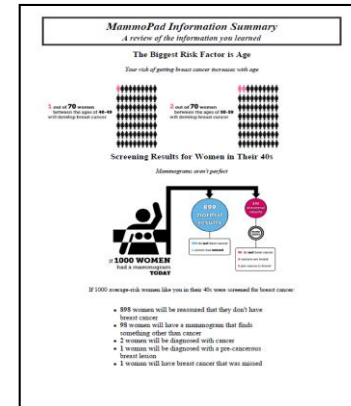 MammoPad Information Summary
A review of the information you learned
The Biggest Risk Factor is Age
Your risk of getting breast cancer increases with age
1 out of 70 women
between the ages of 40-49
will develop breast cancer
2 out of 70 women
between the ages of 50-59
will develop breast cancer
Screening Results for Women in Their 40s
Mammograms aren't perfect
899
normal
results
If 1000 WOMEN
had a mammogram
TODAY
If 1000 average-risk women like you in their 40s were screened for breast cancer:
• 898 women will be reassured that they don't have
breast cancer
• 98 women will have a mammogram that finds
something other than cancer
• 2 women will be diagnosed with cancer
• 1 woman will be diagnosed with a pre-cancerous
breast lesion
• 1 woman will have breast cancer that was missed